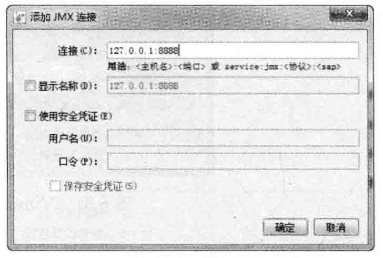 添加 JMX 连接
连接(C): 127.0.0.1:8888
用法: <主机名>:<端口> 或 service:jmx:<协议>:<sap>
显示名称(D): 127.0.0.1:8888
使用安全凭证(E)
用户名(U):
口令(P):
保存安全凭证(S)
确定 取消